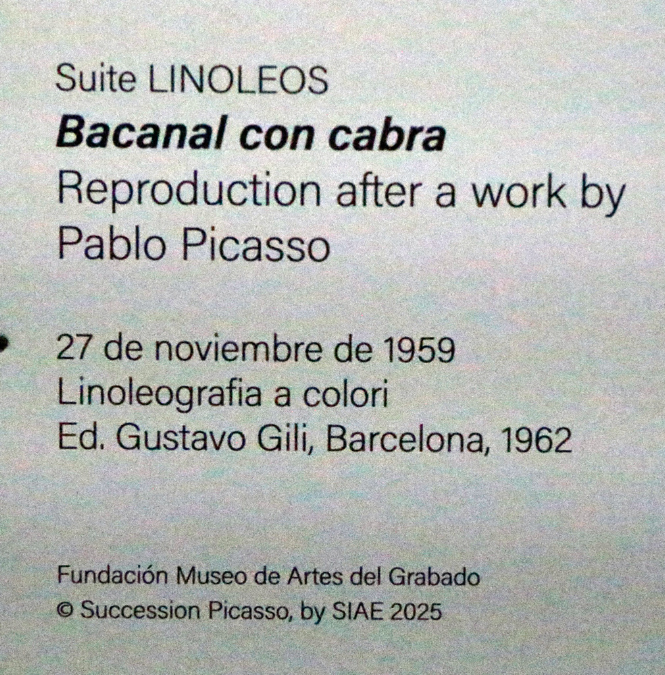 Suite LINOLEOS
Bacanal con cabra
Reproduction after a work by
Pablo Picasso
27 de noviembre de 1959
Linoleografia a colori
Ed. Gustavo Gili, Barcelona, 1962
Fundación Museo de Artes del Grabado
© Succession Picasso, by SIAE 2025